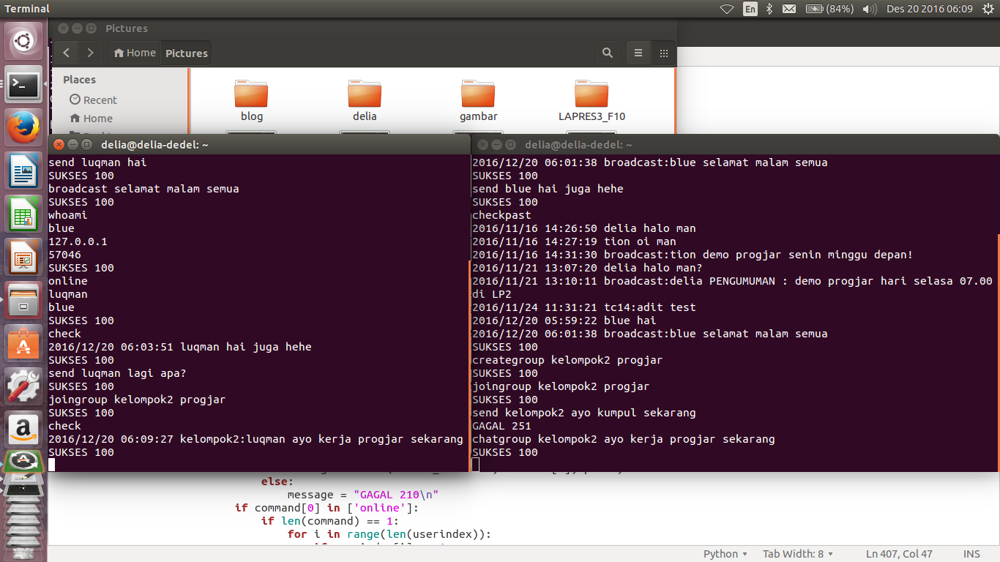 Terminal
En
(84%)
Des 20 2016 06:09
Pictures
Home
Pictures
Places
Recent
Home
blog
delia
gambar
LAPRES3_F10
delia@delia-dedel: ~
send luqman hai
SUKSES 100
broadcast selamat malam semua
SUKSES 100
whoami
blue
127.0.0.1
57046
SUKSES 100
online
luqman
blue
SUKSES 100
check
2016/12/20 06:03:51 luqman hai juga hehe
SUKSES 100
send luqman lagi apa?
SUKSES 100
joingroup kelompok2 progjar
SUKSES 100
check
2016/12/20 06:09:27 kelompok2:luqman ayo kerja progjar sekarang
SUKSES 100
delia@delia-dedel: ~
2016/12/20 06:01:38 broadcast:blue selamat malam semua
SUKSES 100
send blue hai juga hehe
SUKSES 100
checkpast
2016/11/16 14:26:50 delia halo man
2016/11/16 14:27:19 tion oi man
2016/11/16 14:31:30 broadcast:tion demo progjar senin minggu depan!
2016/11/21 13:07:20 delia halo man?
2016/11/21 13:10:11 broadcast:delia PENGUMUMAN : demo progjar hari selasa 07.00
di LP2
2016/11/24 11:31:21 tc14:adit test
2016/12/20 05:59:22 blue hai
2016/12/20 06:01:38 broadcast:blue selamat malam semua
SUKSES 100
creategroup kelompok2 progjar
SUKSES 100
joingroup kelompok2 progjar
SUKSES 100
send kelompok2 ayo kumpul sekarang
GAGAL 251
chatgroup kelompok2 ayo kerja progjar sekarang
SUKSES 100
else:
message = "GAGAL 210\n"
if command[0] in ['online']:
if len(command) == 1:
for i in range(len(userindex)):
Python
Tab Width: 8
Ln 407, Col 47
INS